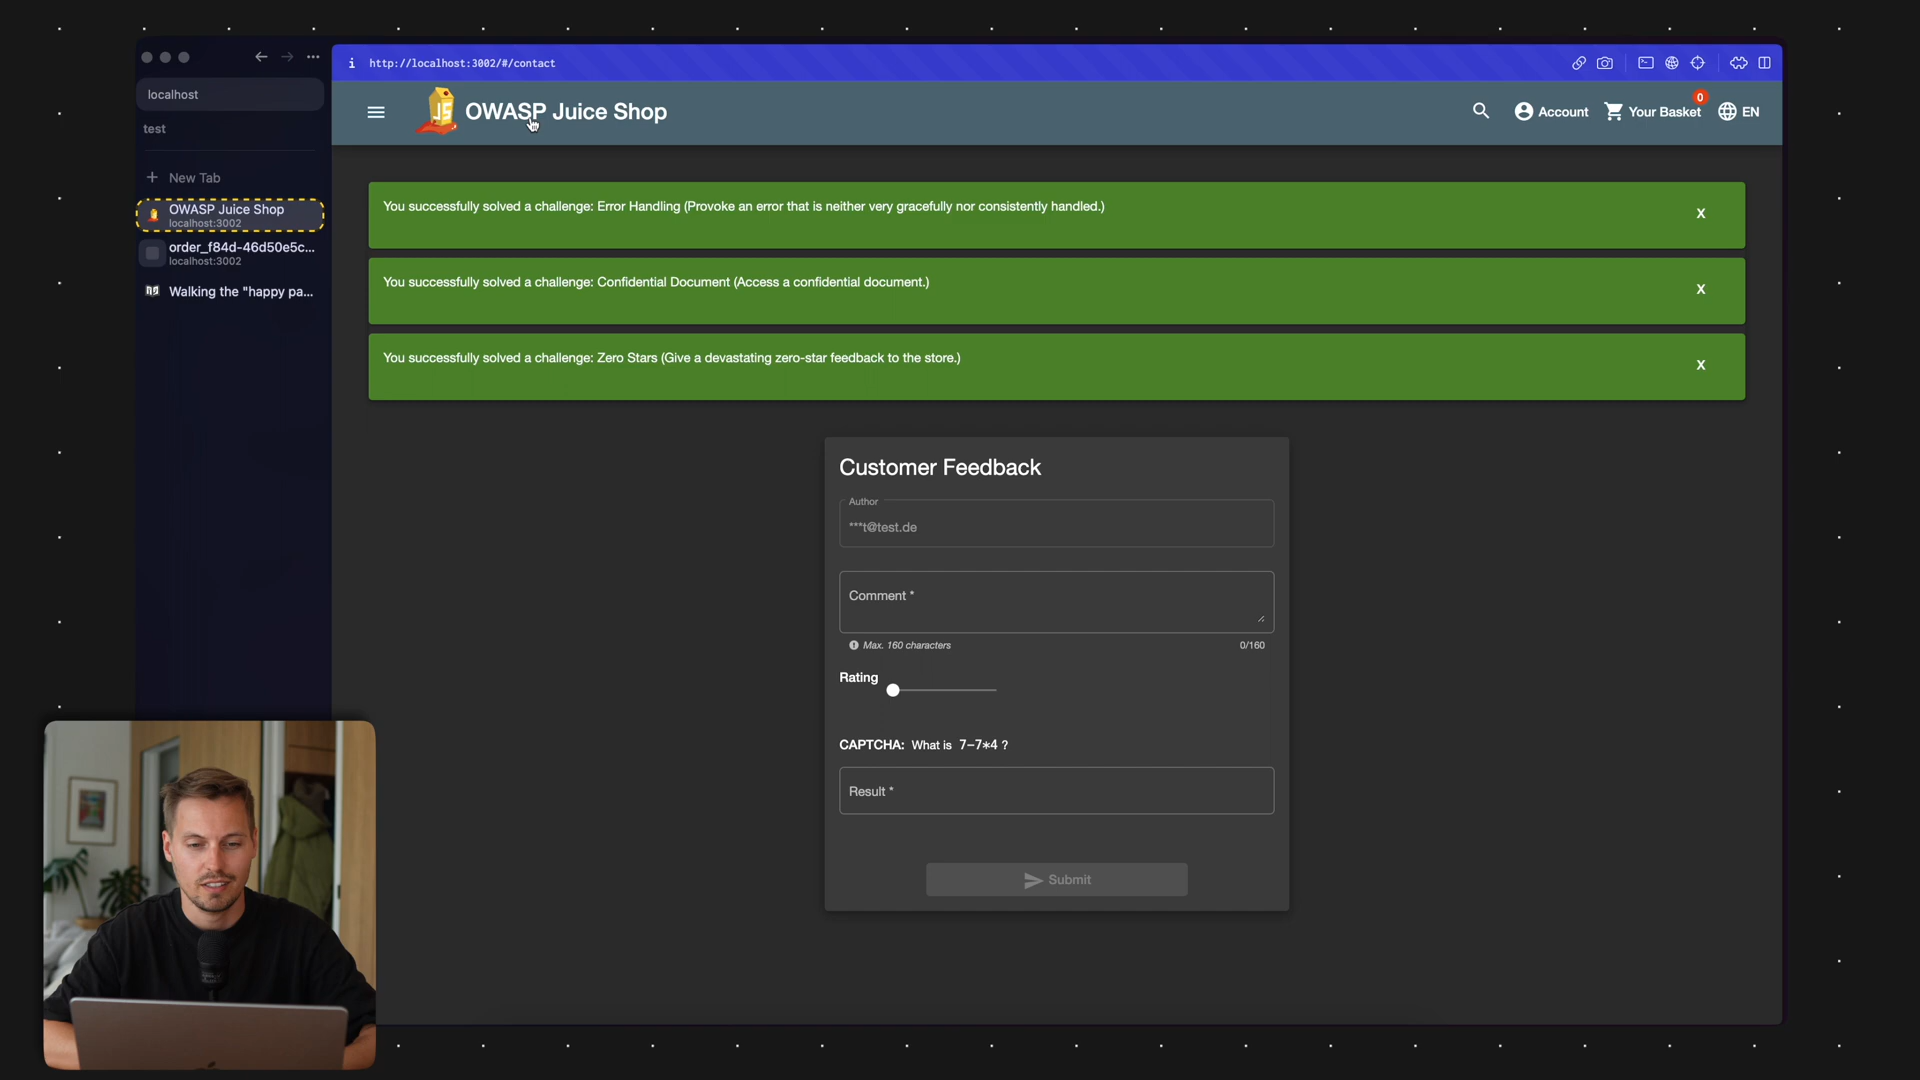 http://localhost:3002/#/contact
localhost
test
New Tab
OWASP Juice Shop
localhost:3002
order_f84d-46d50e5c...
localhost:3002
Walking the "happy pa...
JS
OWASP Juice Shop
Account
0
Your Basket
EN
You successfully solved a challenge: Error Handling (Provoke an error that is neither very gracefully nor consistently handled.)
X
You successfully solved a challenge: Confidential Document (Access a confidential document.)
X
You successfully solved a challenge: Zero Stars (Give a devastating zero-star feedback to the store.)
X
Customer Feedback
Author
***t@test.de
Comment *
Max. 160 characters
0/160
Rating
CAPTCHA: What is 7-7*4 ?
Result *
Submit